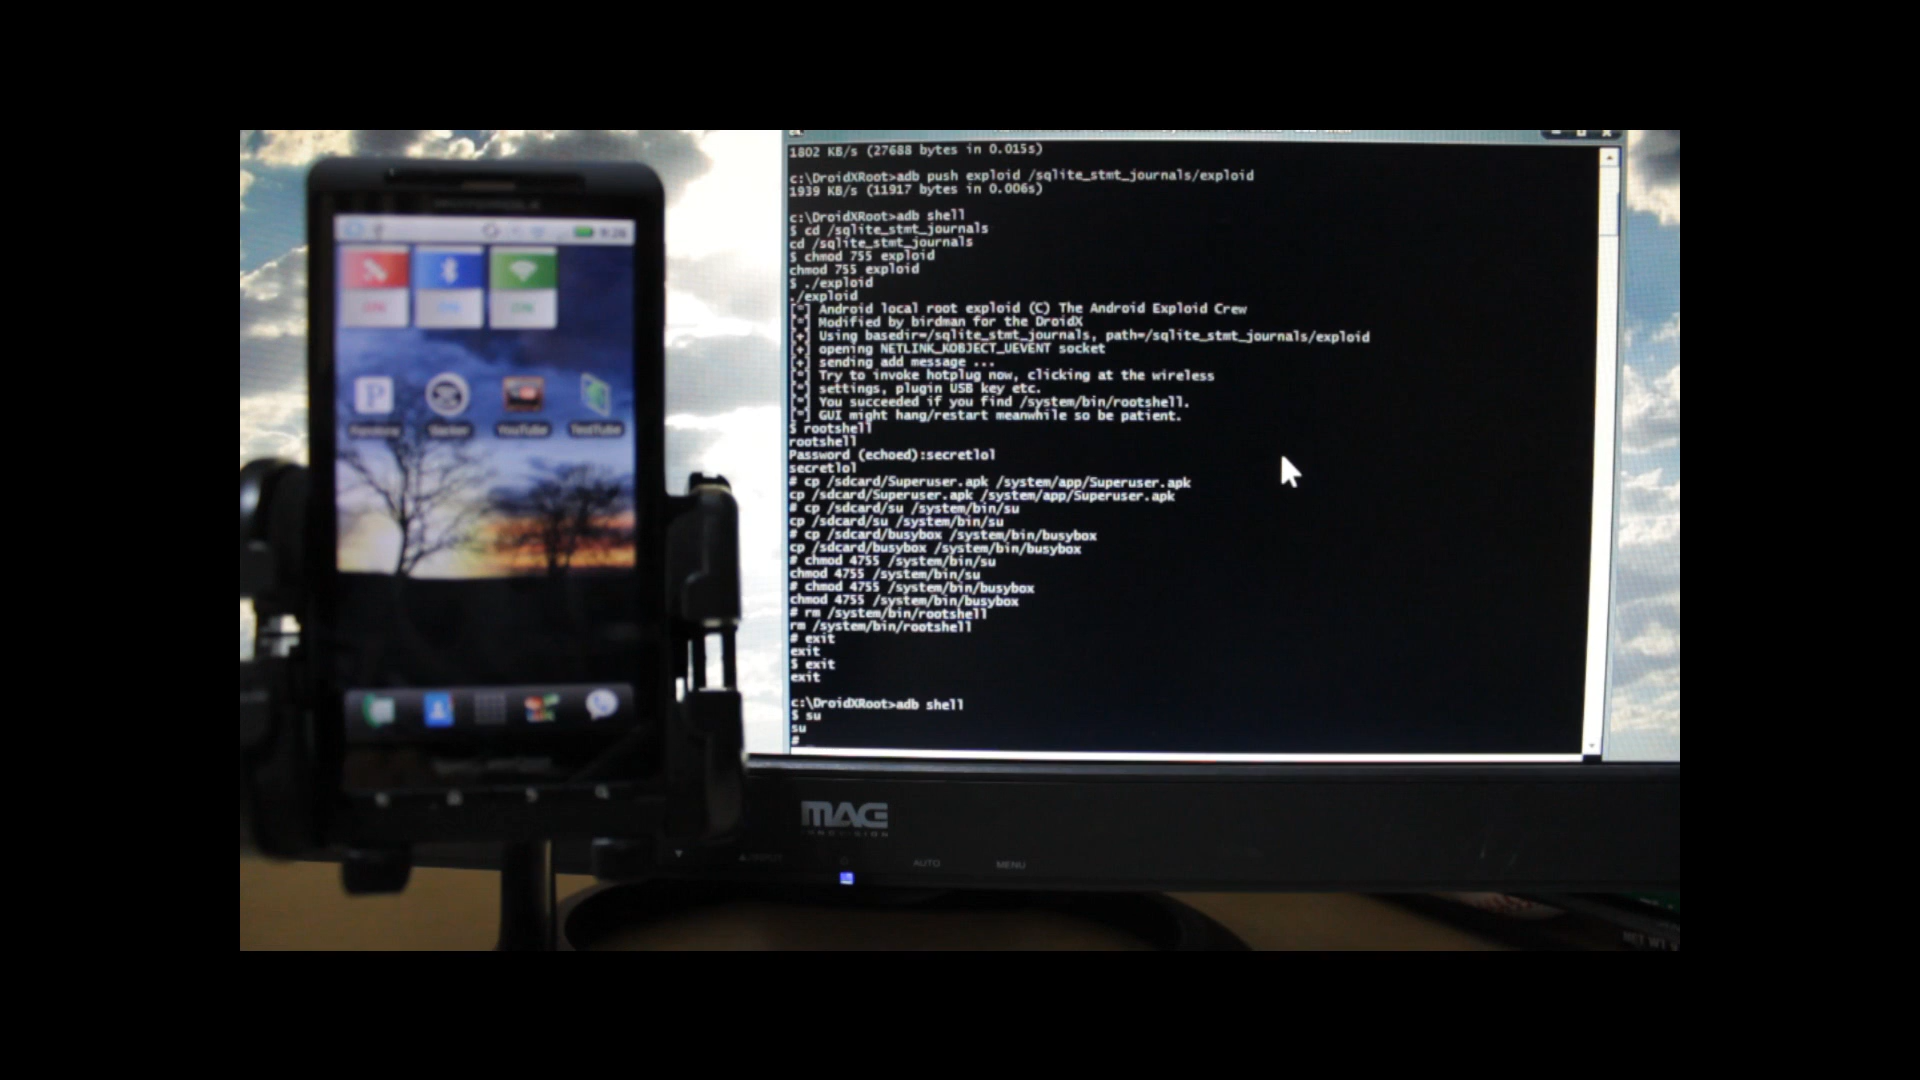 9:26
YouTube
TestTube
1802 KB/s (27688 bytes in 0.015s)
c:\DroidXRoot>adb push exploid /sqlite_stmt_journals/exploid
1939 KB/s (11917 bytes in 0.006s)
c:\DroidXRoot>adb shell
$ cd /sqlite_stmt_journals
cd /sqlite_stmt_journals
$ chmod 755 exploid
chmod 755 exploid
$ ./exploid
./exploid
[*] Android local root exploid (C) The Android Exploid Crew
[*] Modified by birdman for the DroidX
[+] Using basedir=/sqlite_stmt_journals, path=/sqlite_stmt_journals/exploid
[+] opening NETLINK_KOBJECT_UEVENT socket
[+] sending add message ...
[*] Try to invoke hotplug now, clicking at the wireless
[*] settings, plugin USB key etc.
[*] You succeeded if you find /system/bin/rootshell.
[*] GUI might hang/restart meanwhile so be patient.
$ rootshell
rootshell
Password (echoed):secretlol
secretlol
# cp /sdcard/Superuser.apk /system/app/Superuser.apk
cp /sdcard/Superuser.apk /system/app/Superuser.apk
# cp /sdcard/su /system/bin/su
cp /sdcard/su /system/bin/su
# cp /sdcard/busybox /system/bin/busybox
cp /sdcard/busybox /system/bin/busybox
# chmod 4755 /system/bin/su
chmod 4755 /system/bin/su
# chmod 4755 /system/bin/busybox
chmod 4755 /system/bin/busybox
# rm /system/bin/rootshell
rm /system/bin/rootshell
# exit
exit
$ exit
exit
c:\DroidXRoot>adb shell
$ su
su
# _
MAG
INNOVISION
AUTO
MENU
NET WT